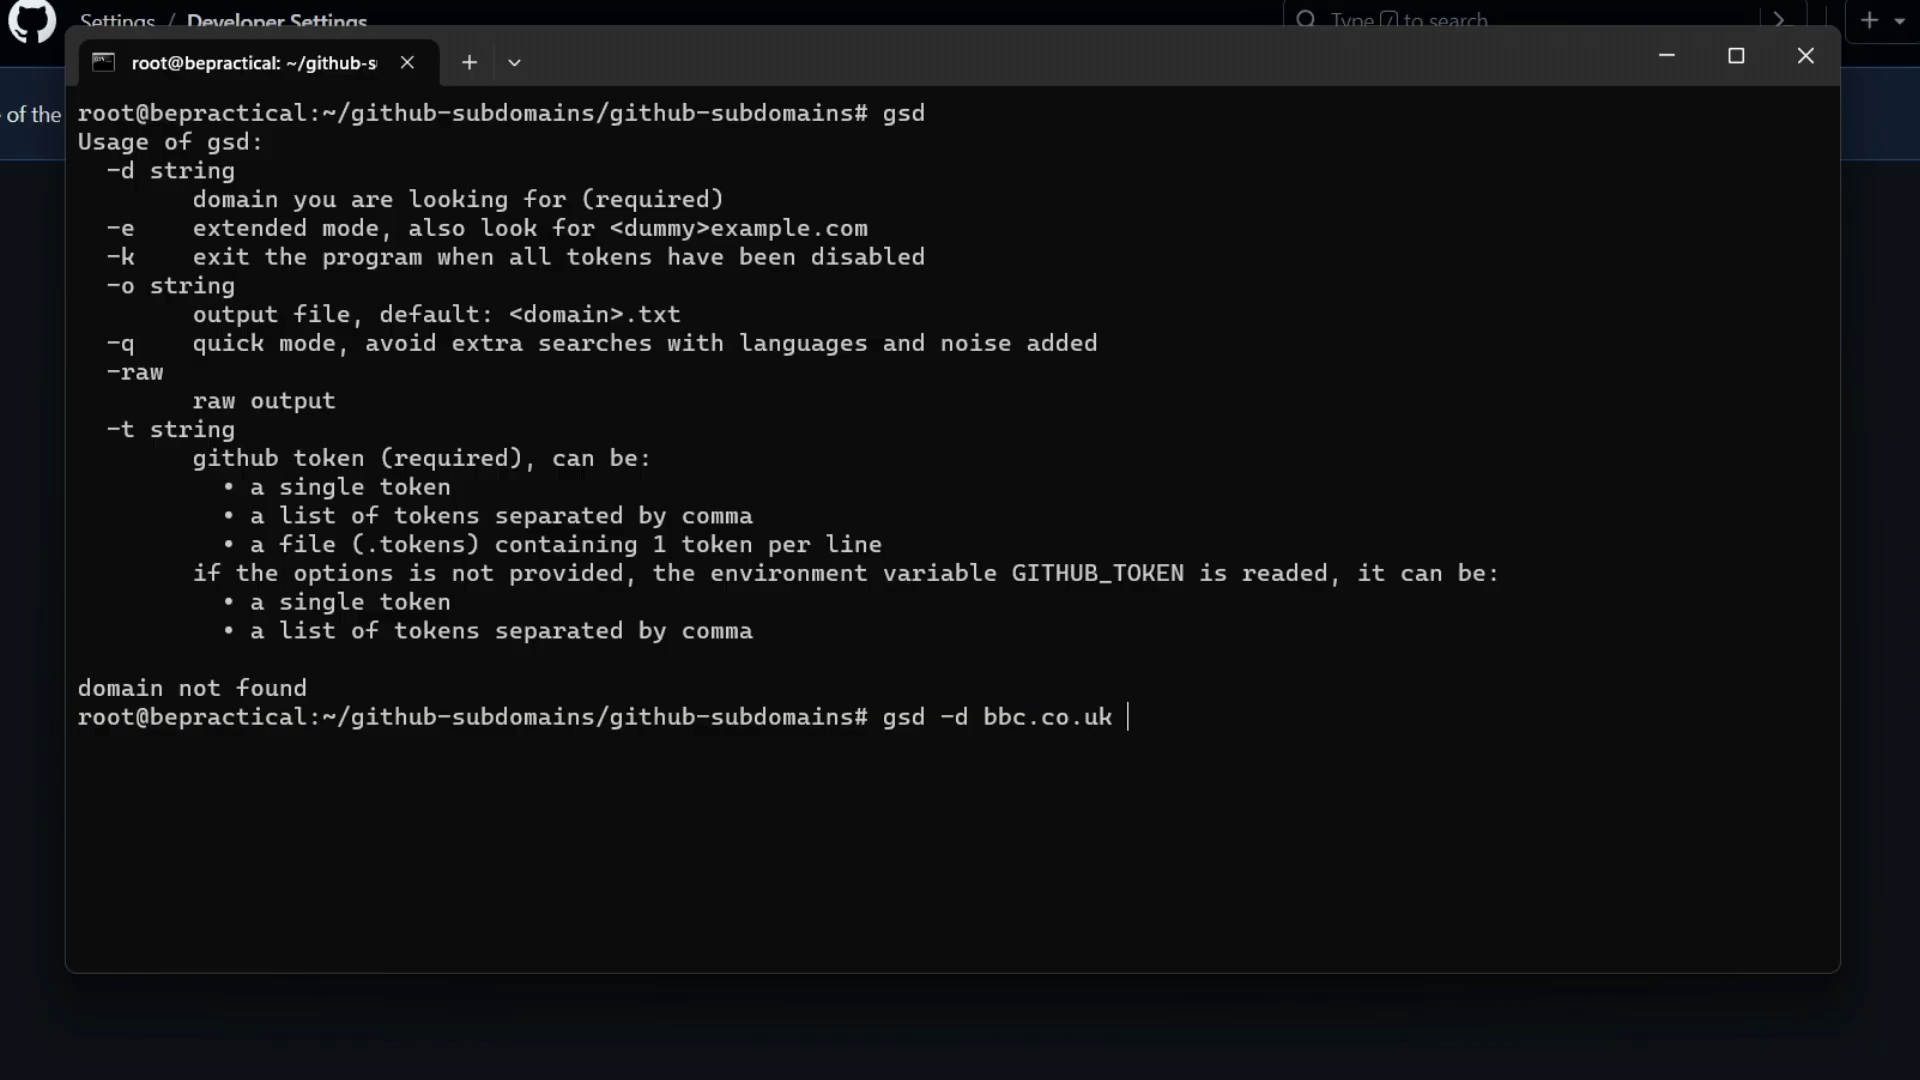 Settings / Developer Settings
Type / to search
root@bepractical: ~/github-s
of the
root@bepractical:~/github-subdomains/github-subdomains# gsd
Usage of gsd:
-d string
domain you are looking for (required)
-e extended mode, also look for <dummy>example.com
-k exit the program when all tokens have been disabled
-o string
output file, default: <domain>.txt
-q quick mode, avoid extra searches with languages and noise added
-raw
raw output
-t string
github token (required), can be:
• a single token
• a list of tokens separated by comma
• a file (.tokens) containing 1 token per line
if the options is not provided, the environment variable GITHUB_TOKEN is readed, it can be:
• a single token
• a list of tokens separated by comma
domain not found
root@bepractical:~/github-subdomains/github-subdomains# gsd -d bbc.co.uk